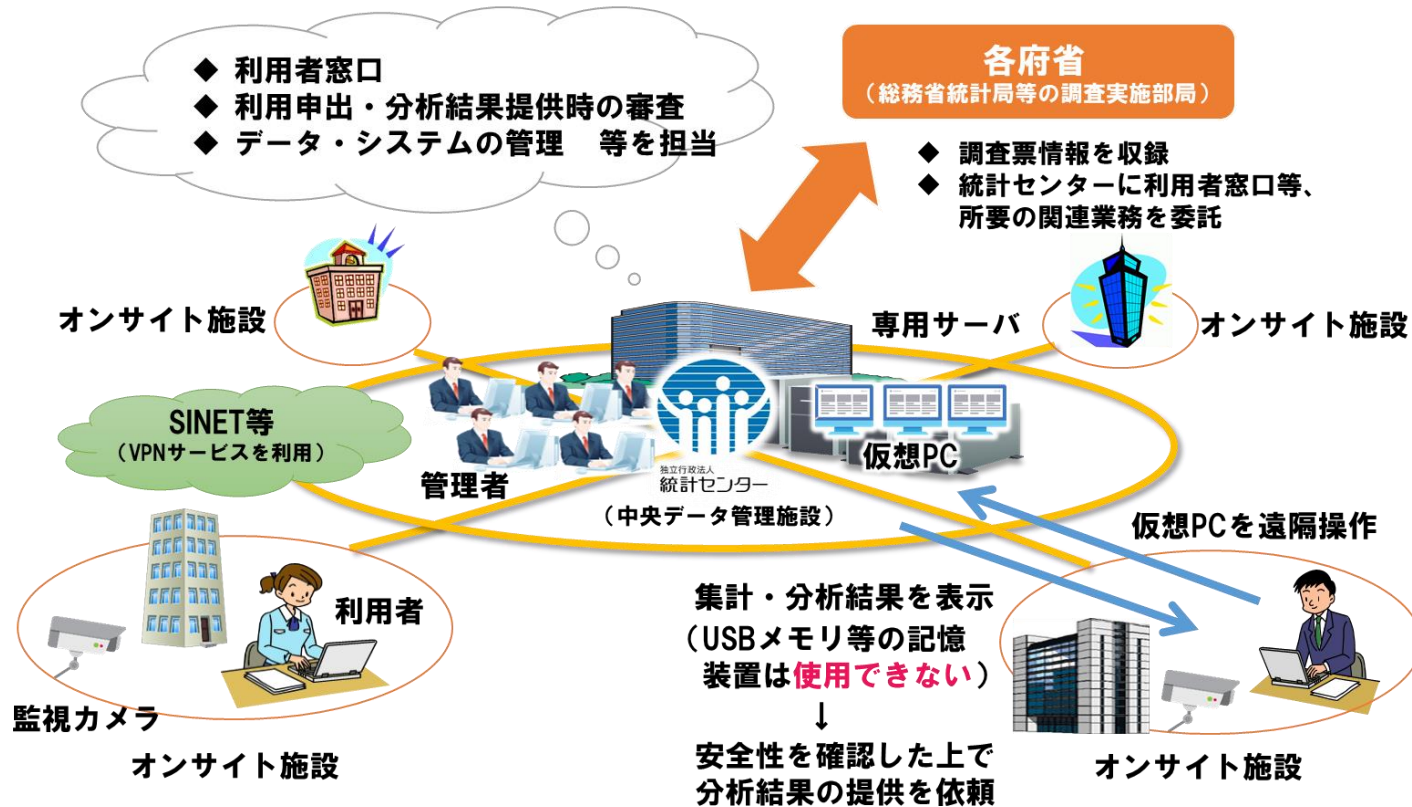 ◆ 利用者窓口
◆ 利用申出・分析結果提供時の審査
◆ データ・システムの管理　等を担当
各府省
（総務省統計局等の調査実施部局）
◆ 調査票情報を収録
◆ 統計センターに利用者窓口等、
所要の関連業務を委託
オンサイト施設
専用サーバ
オンサイト施設
SINET等
（VPNサービスを利用）
管理者
独立行政法人
統計センター
（中央データ管理施設）
仮想PC
仮想PCを遠隔操作
利用者
監視カメラ
オンサイト施設
集計・分析結果を表示
（USBメモリ等の記憶
装置は使用できない）
↓
安全性を確認した上で
分析結果の提供を依頼
オンサイト施設